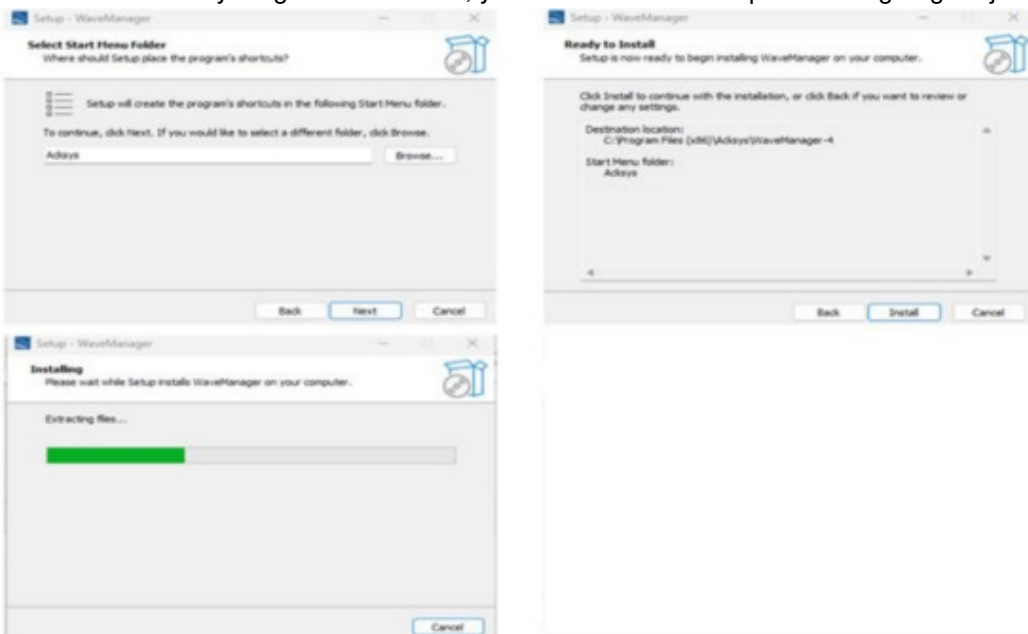 Setup - WaveManager
Select Start Menu Folder
Where should Setup place the program's shortcuts?
Setup will create the program's shortcuts in the following Start Menu folder.
To continue, click Next. If you would like to select a different folder, click Browse.
Acksys
Browse...
Back Next Cancel
Setup - WaveManager
Ready to Install
Setup is now ready to begin installing WaveManager on your computer.
Click Install to continue with the installation, or click Back if you want to review or
change any settings.
Destination location:
C:\Program Files (x86)\Acksys\WaveManager-4
Start Menu folder:
Acksys
Back Install Cancel
Setup - WaveManager
Installing
Please wait while Setup installs WaveManager on your computer.
Extracting files...
Cancel